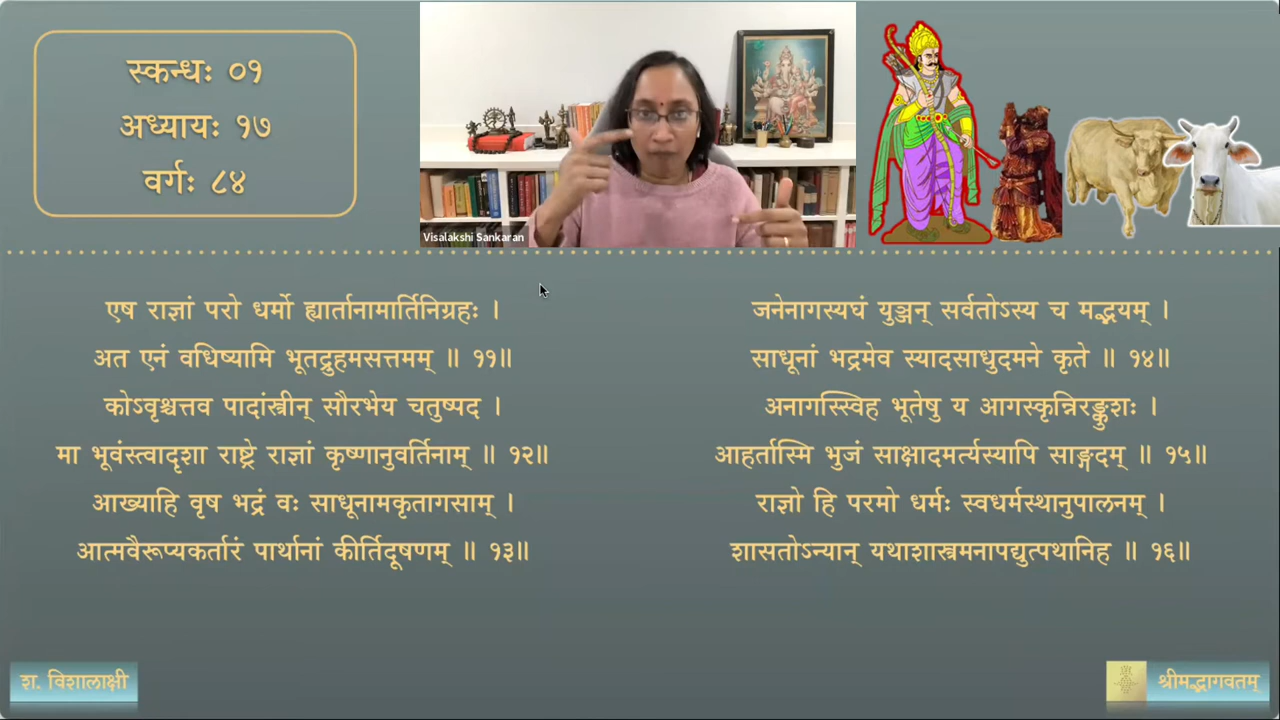 स्कन्धः ०१
अध्यायः १७
वर्गः ८४
Visalakshi Sankaran
एष राज्ञां परो धर्मो ह्यार्तानामार्तिनिग्रहः ।
अत एनं वधिष्यामि भूतद्रुहमसत्तमम् ॥ ११॥
कोऽवृश्चत्तव पादांस्त्रीन् सौरभेय चतुष्पद ।
मा भूवंस्त्वादृशा राष्ट्रे राज्ञां कृष्णानुवर्तिनाम् ॥ १२॥
आख्याहि वृष भद्रं वः साधूनामकृतागसाम् ।
आत्मवैरूप्यकर्तारं पार्थानां कीर्तिदूषणम् ॥ १३॥
जनेनागस्यघं युञ्जन् सर्वतोऽस्य च मद्भयम् ।
साधूनां भद्रमेव स्यादसाधुदमने कृते ॥ १४॥
अनागस्स्विह भूतेषु य आगस्कृन्निरङ्कुशः ।
आहर्तास्मि भुजं साक्षादमर्त्यस्यापि साङ्गदम् ॥ १५॥
राज्ञो हि परमो धर्मः स्वधर्मस्थानुपालनम् ।
शासतोऽन्यान् यथाशास्त्रमनापद्युत्पथानिह ॥ १६॥
श. विशालाक्षी
श्रीमद्भागवतम्